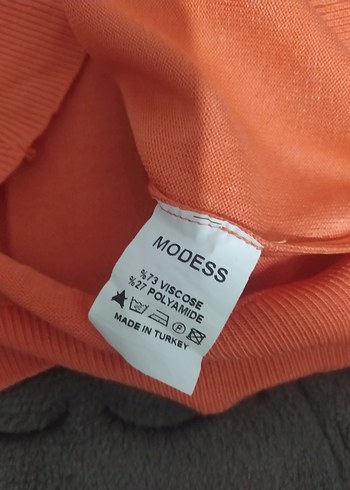 MODESS
%73 VISCOSE
%27 POLYAMIDE
MADE IN TURKEY